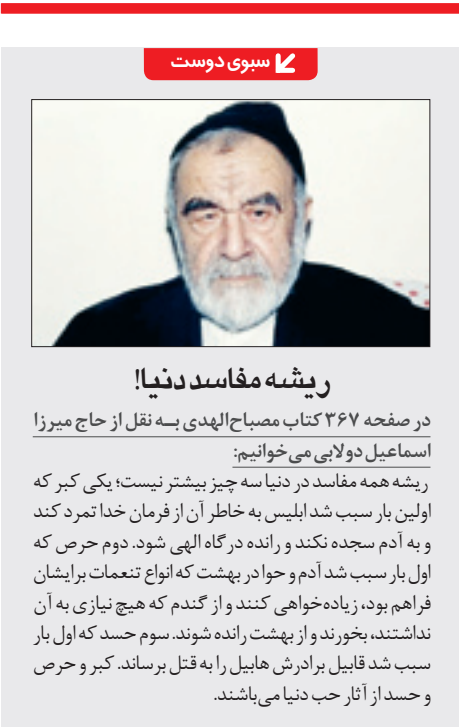 سبوی دوست
ریشه مفاسد دنیا!
در صفحه ۳۶۷ کتاب مصباح‌الهدی بــه نقل از حاج میرزا
اسماعیل دولابی می‌خوانیم:
ریشه همه مفاسد در دنیا سه چیز بیشتر نیست؛ یکی کبر که
اولین بار سبب شد ابلیس به خاطر آن از فرمان خدا تمرد کند
و به آدم سجده نکند و رانده درگاه الهی شود. دوم حرص که
اول بار سبب شد آدم و حوا در بهشت که انواع تنعمات برایشان
فراهم بود، زیاده‌خواهی کنند و از گندم که هیچ نیازی به آن
نداشتند، بخورند و از بهشت رانده شوند. سوم حسد که اول بار
سبب شد قابیل برادرش هابیل را به قتل برساند. کبر و حرص
و حسد از آثار حب دنیا می‌باشند.